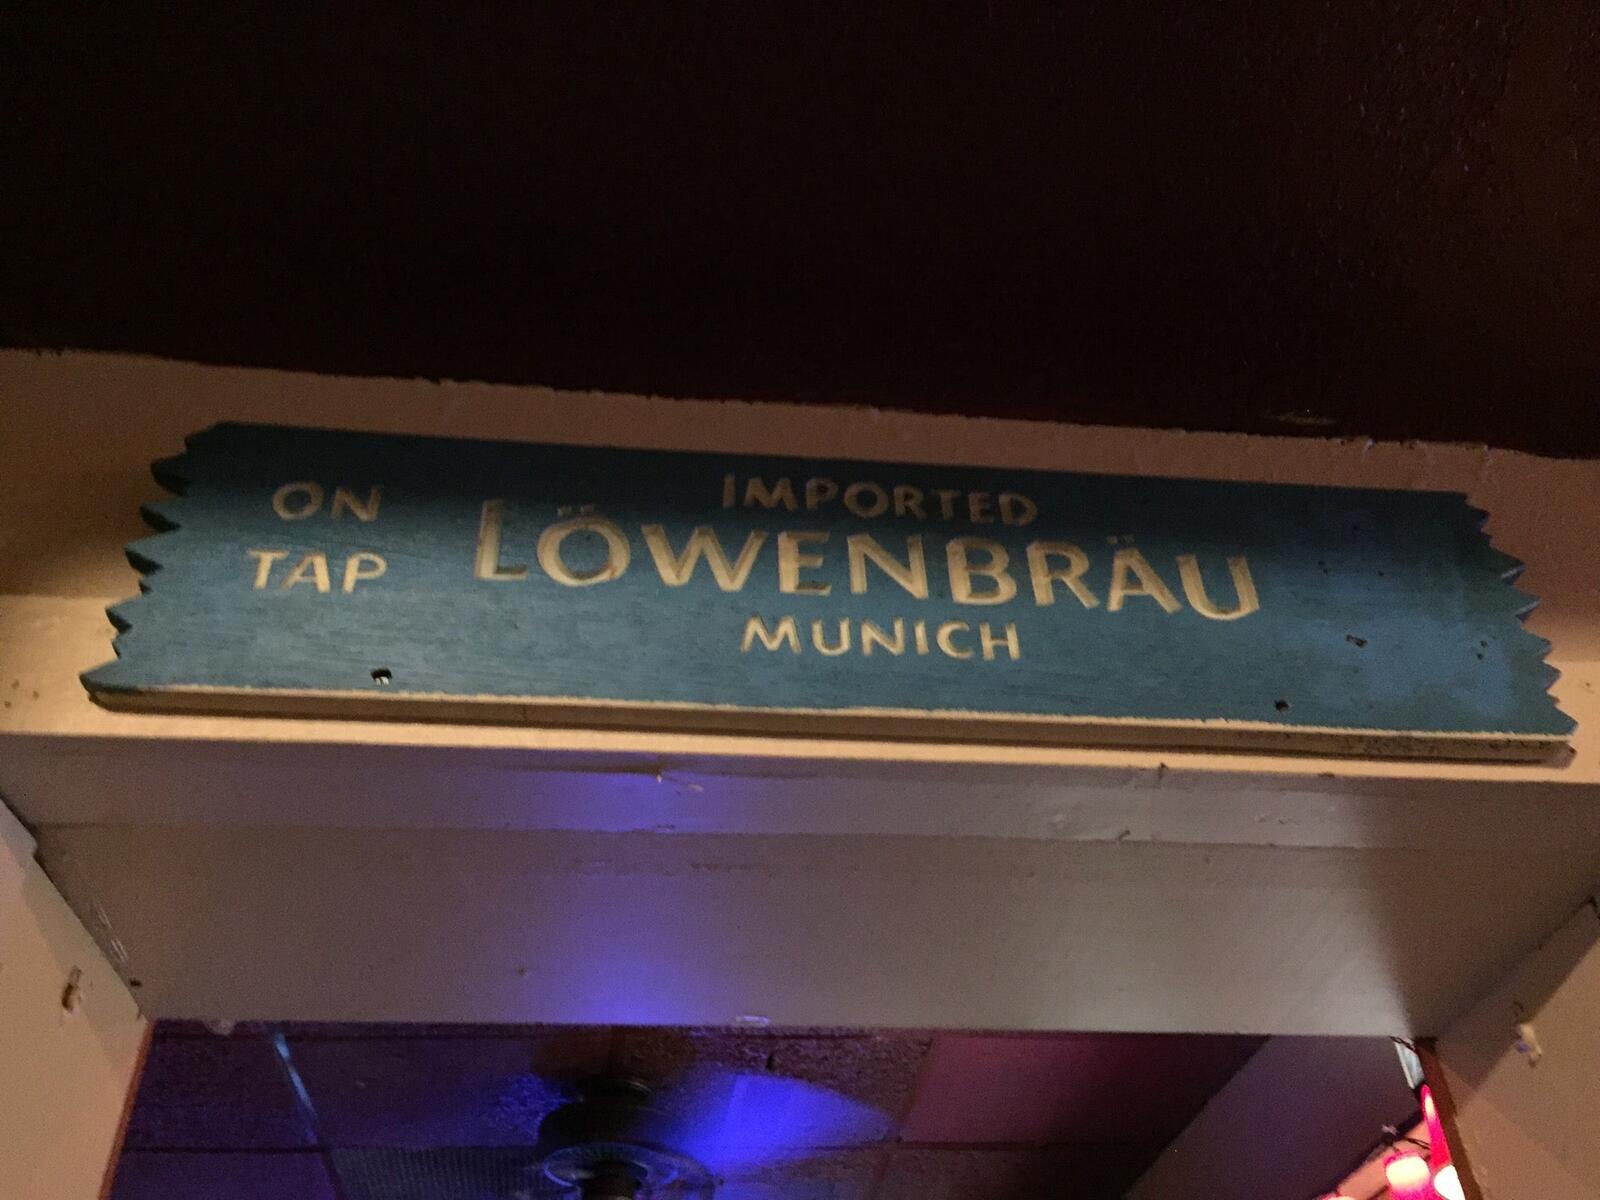 ON
TAP
IMPORTED
LÖWENBRÄU
MUNICH